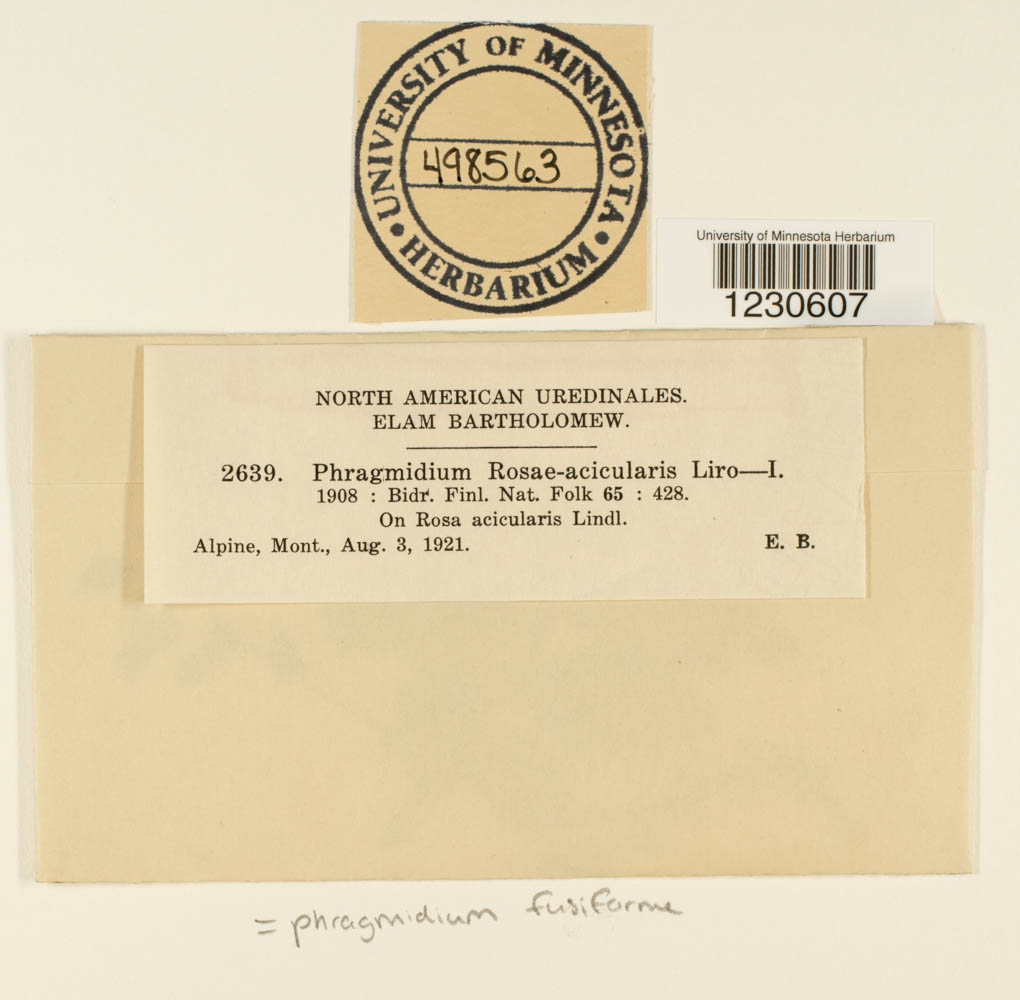 UNIVERSITY OF MINNESOTA
498563
• HERBARIUM •
University of Minnesota Herbarium
1230607
NORTH AMERICAN UREDINALES.
ELAM BARTHOLOMEW.
2639. Phragmidium Rosae-acicularis Liro—I.
1908 : Bidr. Finl. Nat. Folk 65 : 428.
On Rosa acicularis Lindl.
Alpine, Mont., Aug. 3, 1921. E. B.
= phragmidium fusiforme